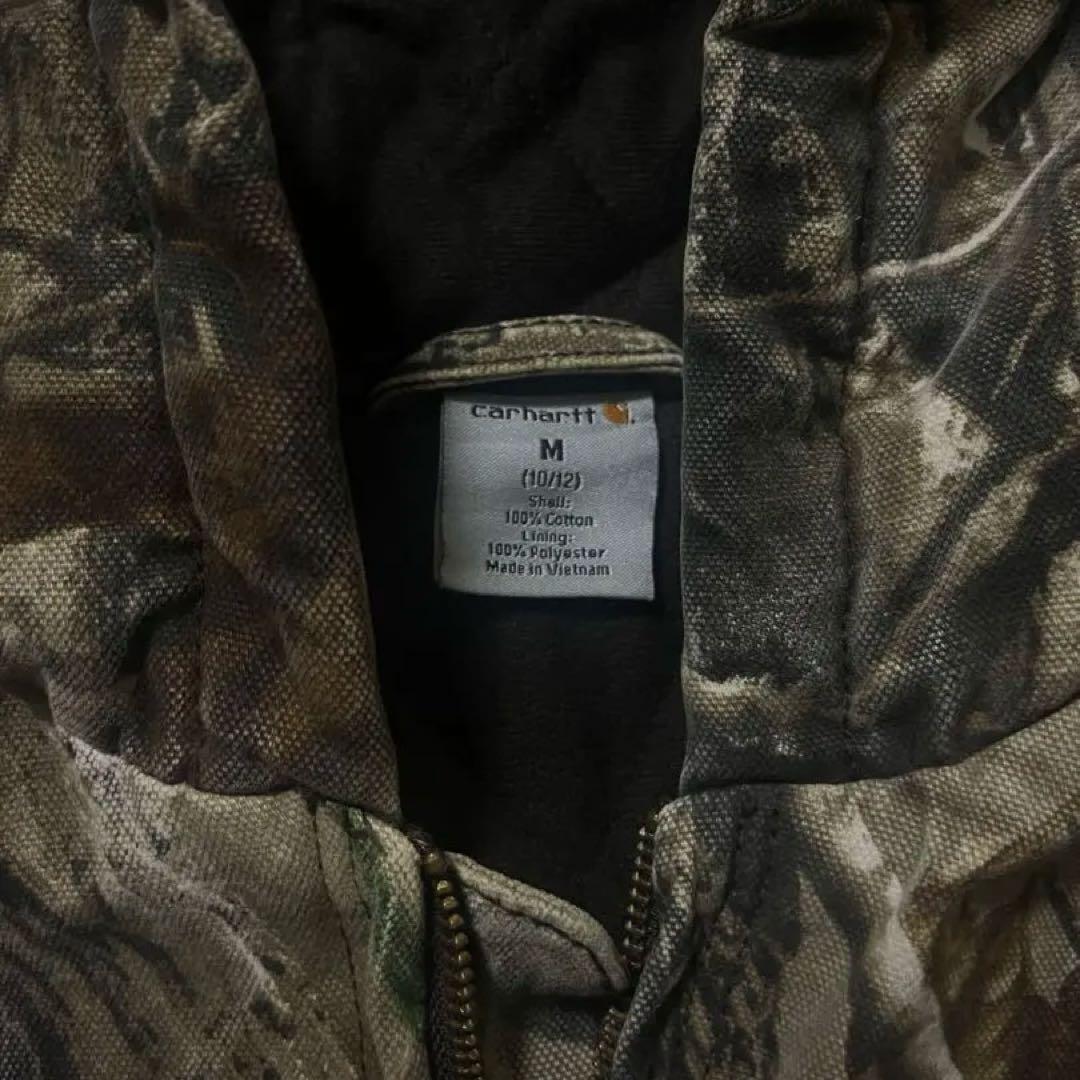 carhartt
M
(10/12)
Shell:
100% Cotton
Lining:
100% Polyester
Made in Vietnam